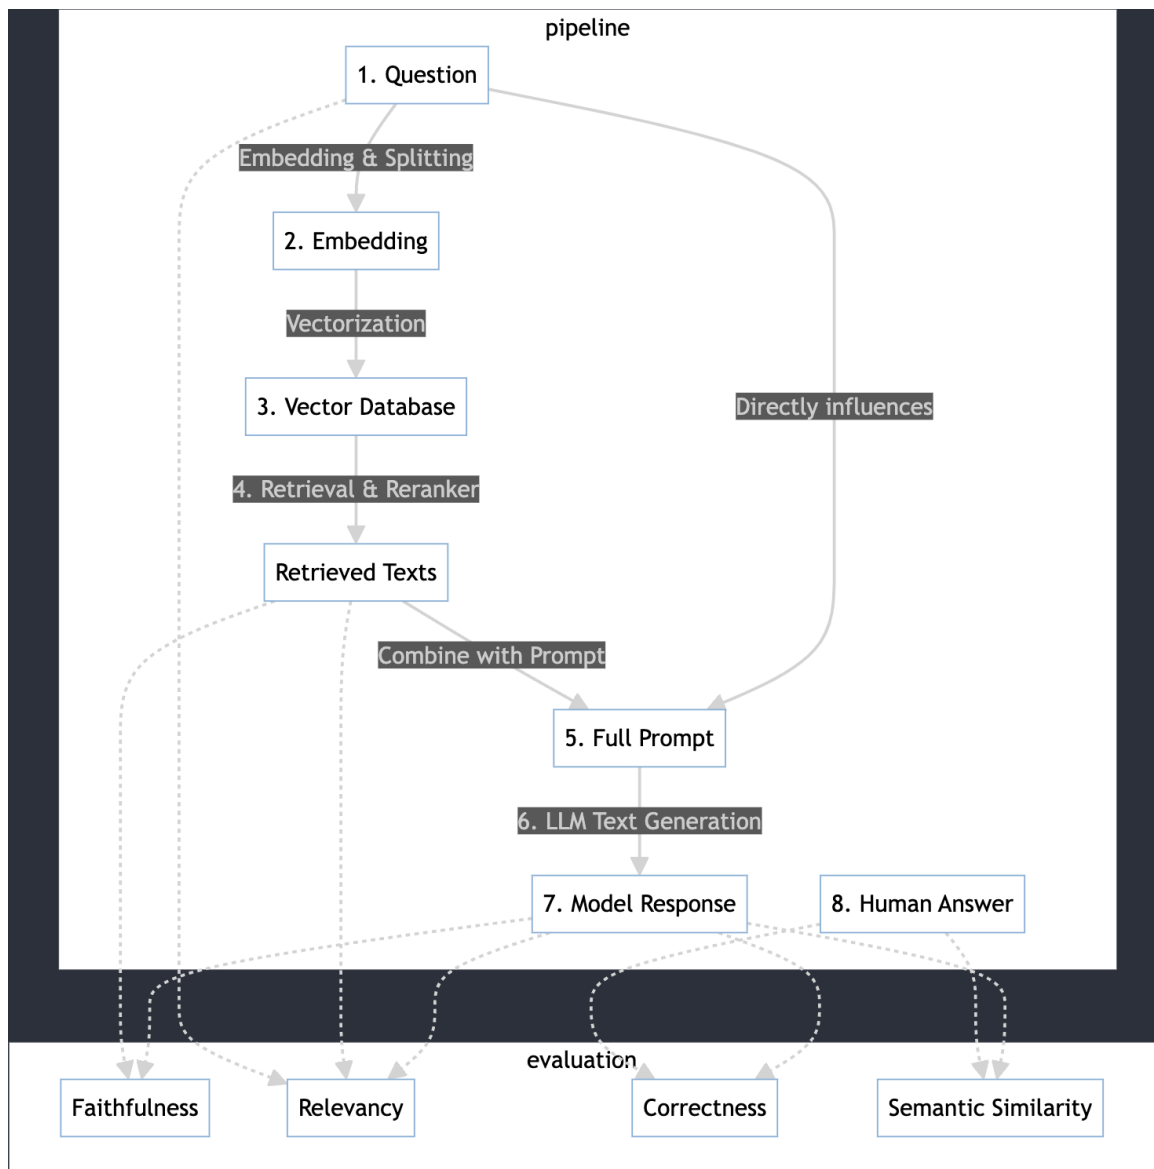 pipeline
1. Question
Embedding & Splitting
2. Embedding
Vectorization
3. Vector Database
Directly influences
4. Retrieval & Reranker
Retrieved Texts
Combine with Prompt
5. Full Prompt
6. LLM Text Generation
7. Model Response
8. Human Answer
evaluation
Faithfulness
Relevancy
Correctness
Semantic Similarity